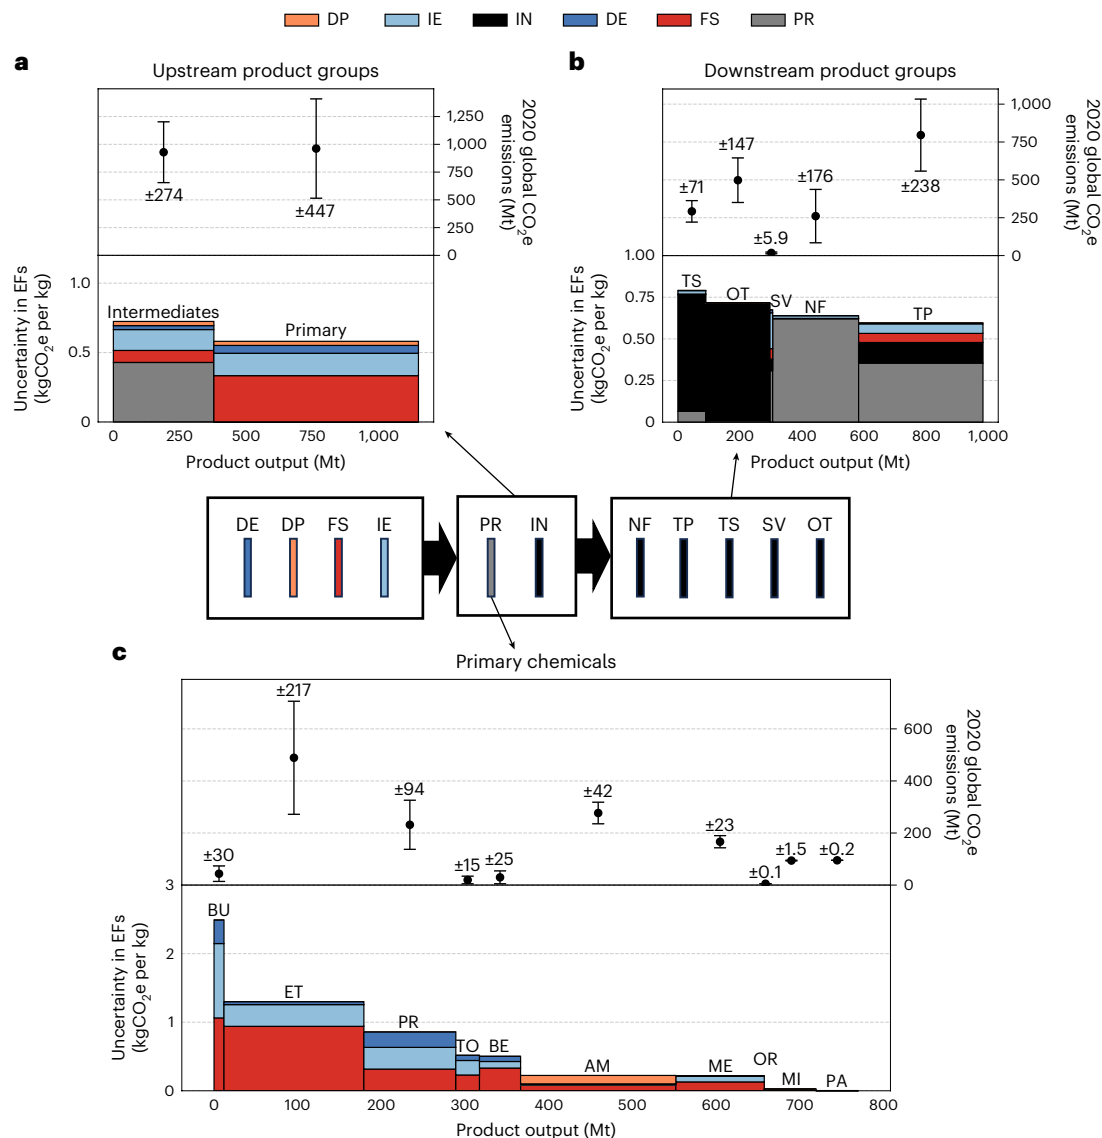 DP IE IN DE FS PR
a
Upstream product groups
1,250
1,000
750
500
250
0
2020 global CO2e
emissions (Mt)
±274
±447
1.0
0.5
0
Uncertainty in EFs
(kgCO2e per kg)
Intermediates
Primary
0 250 500 750 1,000
Product output (Mt)
b
Downstream product groups
1,000
750
500
250
0
2020 global CO2e
emissions (Mt)
±71
±147
±5.9
±176
±238
1.00
0.75
0.50
0.25
0
Uncertainty in EFs
(kgCO2e per kg)
TS
OT
SV
NF
TP
0 200 400 600 800 1,000
Product output (Mt)
DE DP FS IE
PR IN
NF TP TS SV OT
c
Primary chemicals
600
400
200
0
2020 global CO2e
emissions (Mt)
±30
±217
±94
±15
±25
±42
±23
±0.1
±1.5
±0.2
3
2
1
0
Uncertainty in EFs
(kgCO2e per kg)
BU
ET
PR
TO
BE
AM
ME
OR
MI
PA
0 100 200 300 400 500 600 700 800
Product output (Mt)